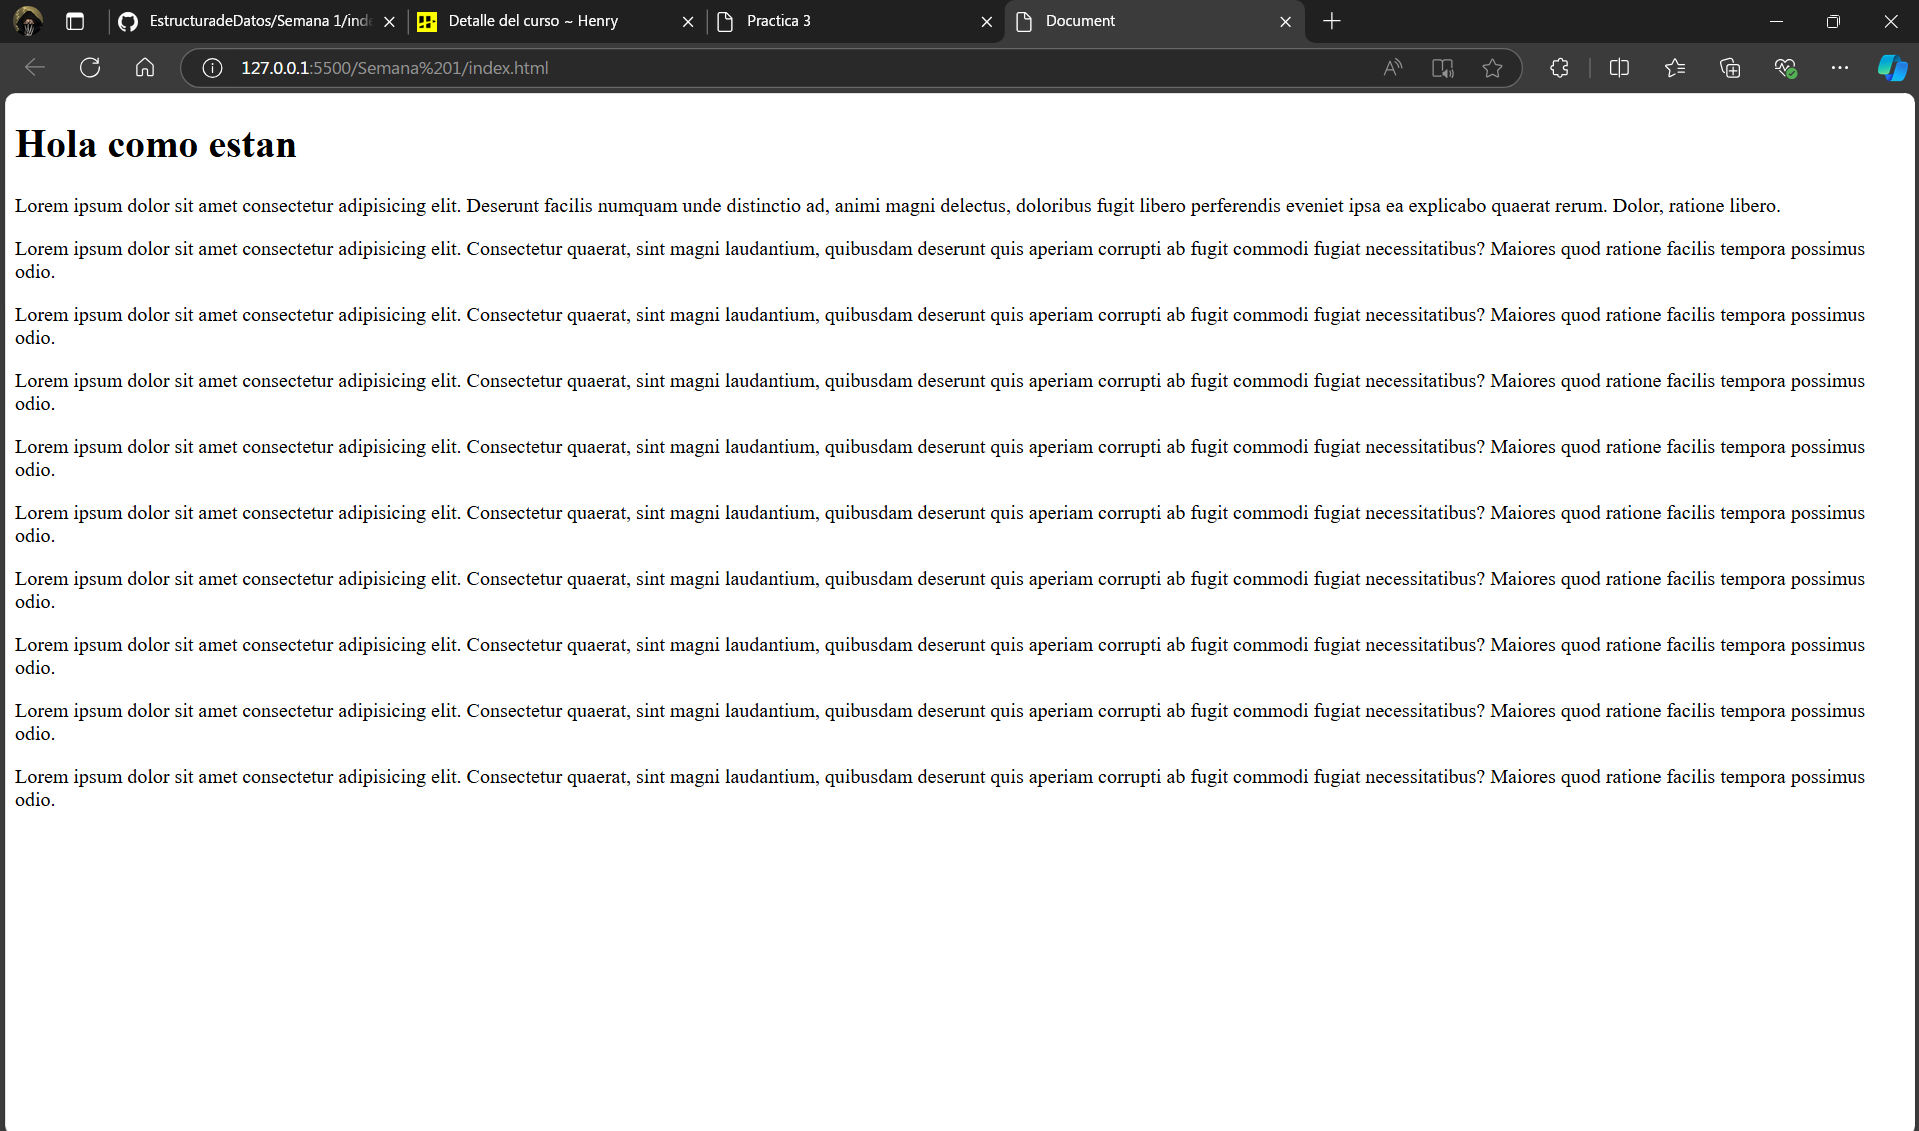 EstructuradeDatos/Semana 1/inde
Detalle del curso ~ Henry
Practica 3
Document
127.0.0.1:5500/Semana%201/index.html
Hola como estan
Lorem ipsum dolor sit amet consectetur adipisicing elit. Deserunt facilis numquam unde distinctio ad, animi magni delectus, doloribus fugit libero perferendis eveniet ipsa ea explicabo quaerat rerum. Dolor, ratione libero.
Lorem ipsum dolor sit amet consectetur adipisicing elit. Consectetur quaerat, sint magni laudantium, quibusdam deserunt quis aperiam corrupti ab fugit commodi fugiat necessitatibus? Maiores quod ratione facilis tempora possimus
odio.
Lorem ipsum dolor sit amet consectetur adipisicing elit. Consectetur quaerat, sint magni laudantium, quibusdam deserunt quis aperiam corrupti ab fugit commodi fugiat necessitatibus? Maiores quod ratione facilis tempora possimus
odio.
Lorem ipsum dolor sit amet consectetur adipisicing elit. Consectetur quaerat, sint magni laudantium, quibusdam deserunt quis aperiam corrupti ab fugit commodi fugiat necessitatibus? Maiores quod ratione facilis tempora possimus
odio.
Lorem ipsum dolor sit amet consectetur adipisicing elit. Consectetur quaerat, sint magni laudantium, quibusdam deserunt quis aperiam corrupti ab fugit commodi fugiat necessitatibus? Maiores quod ratione facilis tempora possimus
odio.
Lorem ipsum dolor sit amet consectetur adipisicing elit. Consectetur quaerat, sint magni laudantium, quibusdam deserunt quis aperiam corrupti ab fugit commodi fugiat necessitatibus? Maiores quod ratione facilis tempora possimus
odio.
Lorem ipsum dolor sit amet consectetur adipisicing elit. Consectetur quaerat, sint magni laudantium, quibusdam deserunt quis aperiam corrupti ab fugit commodi fugiat necessitatibus? Maiores quod ratione facilis tempora possimus
odio.
Lorem ipsum dolor sit amet consectetur adipisicing elit. Consectetur quaerat, sint magni laudantium, quibusdam deserunt quis aperiam corrupti ab fugit commodi fugiat necessitatibus? Maiores quod ratione facilis tempora possimus
odio.
Lorem ipsum dolor sit amet consectetur adipisicing elit. Consectetur quaerat, sint magni laudantium, quibusdam deserunt quis aperiam corrupti ab fugit commodi fugiat necessitatibus? Maiores quod ratione facilis tempora possimus
odio.
Lorem ipsum dolor sit amet consectetur adipisicing elit. Consectetur quaerat, sint magni laudantium, quibusdam deserunt quis aperiam corrupti ab fugit commodi fugiat necessitatibus? Maiores quod ratione facilis tempora possimus
odio.